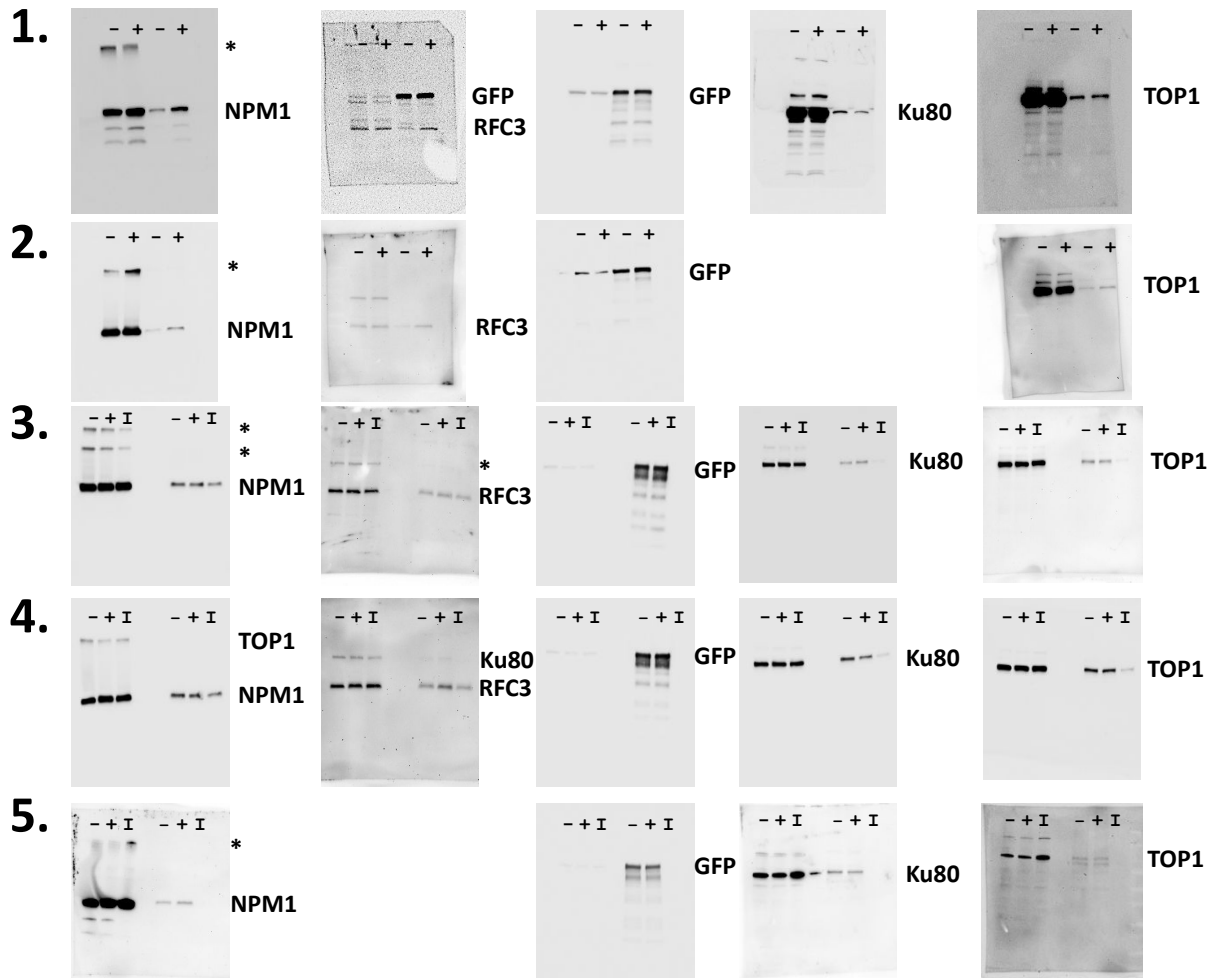 1.
- + - +
*
NPM1
- + - +
GFP
RFC3
- + - +
GFP
- + - +
Ku80
- + - +
TOP1
2.
- + - +
*
NPM1
- + - +
RFC3
- + - +
GFP
- + - +
TOP1
3.
- + I - + I
*
*
NPM1
- + I - + I
*
RFC3
- + I - + I
GFP
- + I - + I
Ku80
- + I - + I
TOP1
4.
- + I - + I
TOP1
NPM1
- + I - + I
Ku80
RFC3
- + I - + I
GFP
- + I - + I
Ku80
- + I - + I
TOP1
5.
- + I - + I
*
NPM1
- + I - + I
GFP
- + I - + I
Ku80
- + I - + I
TOP1